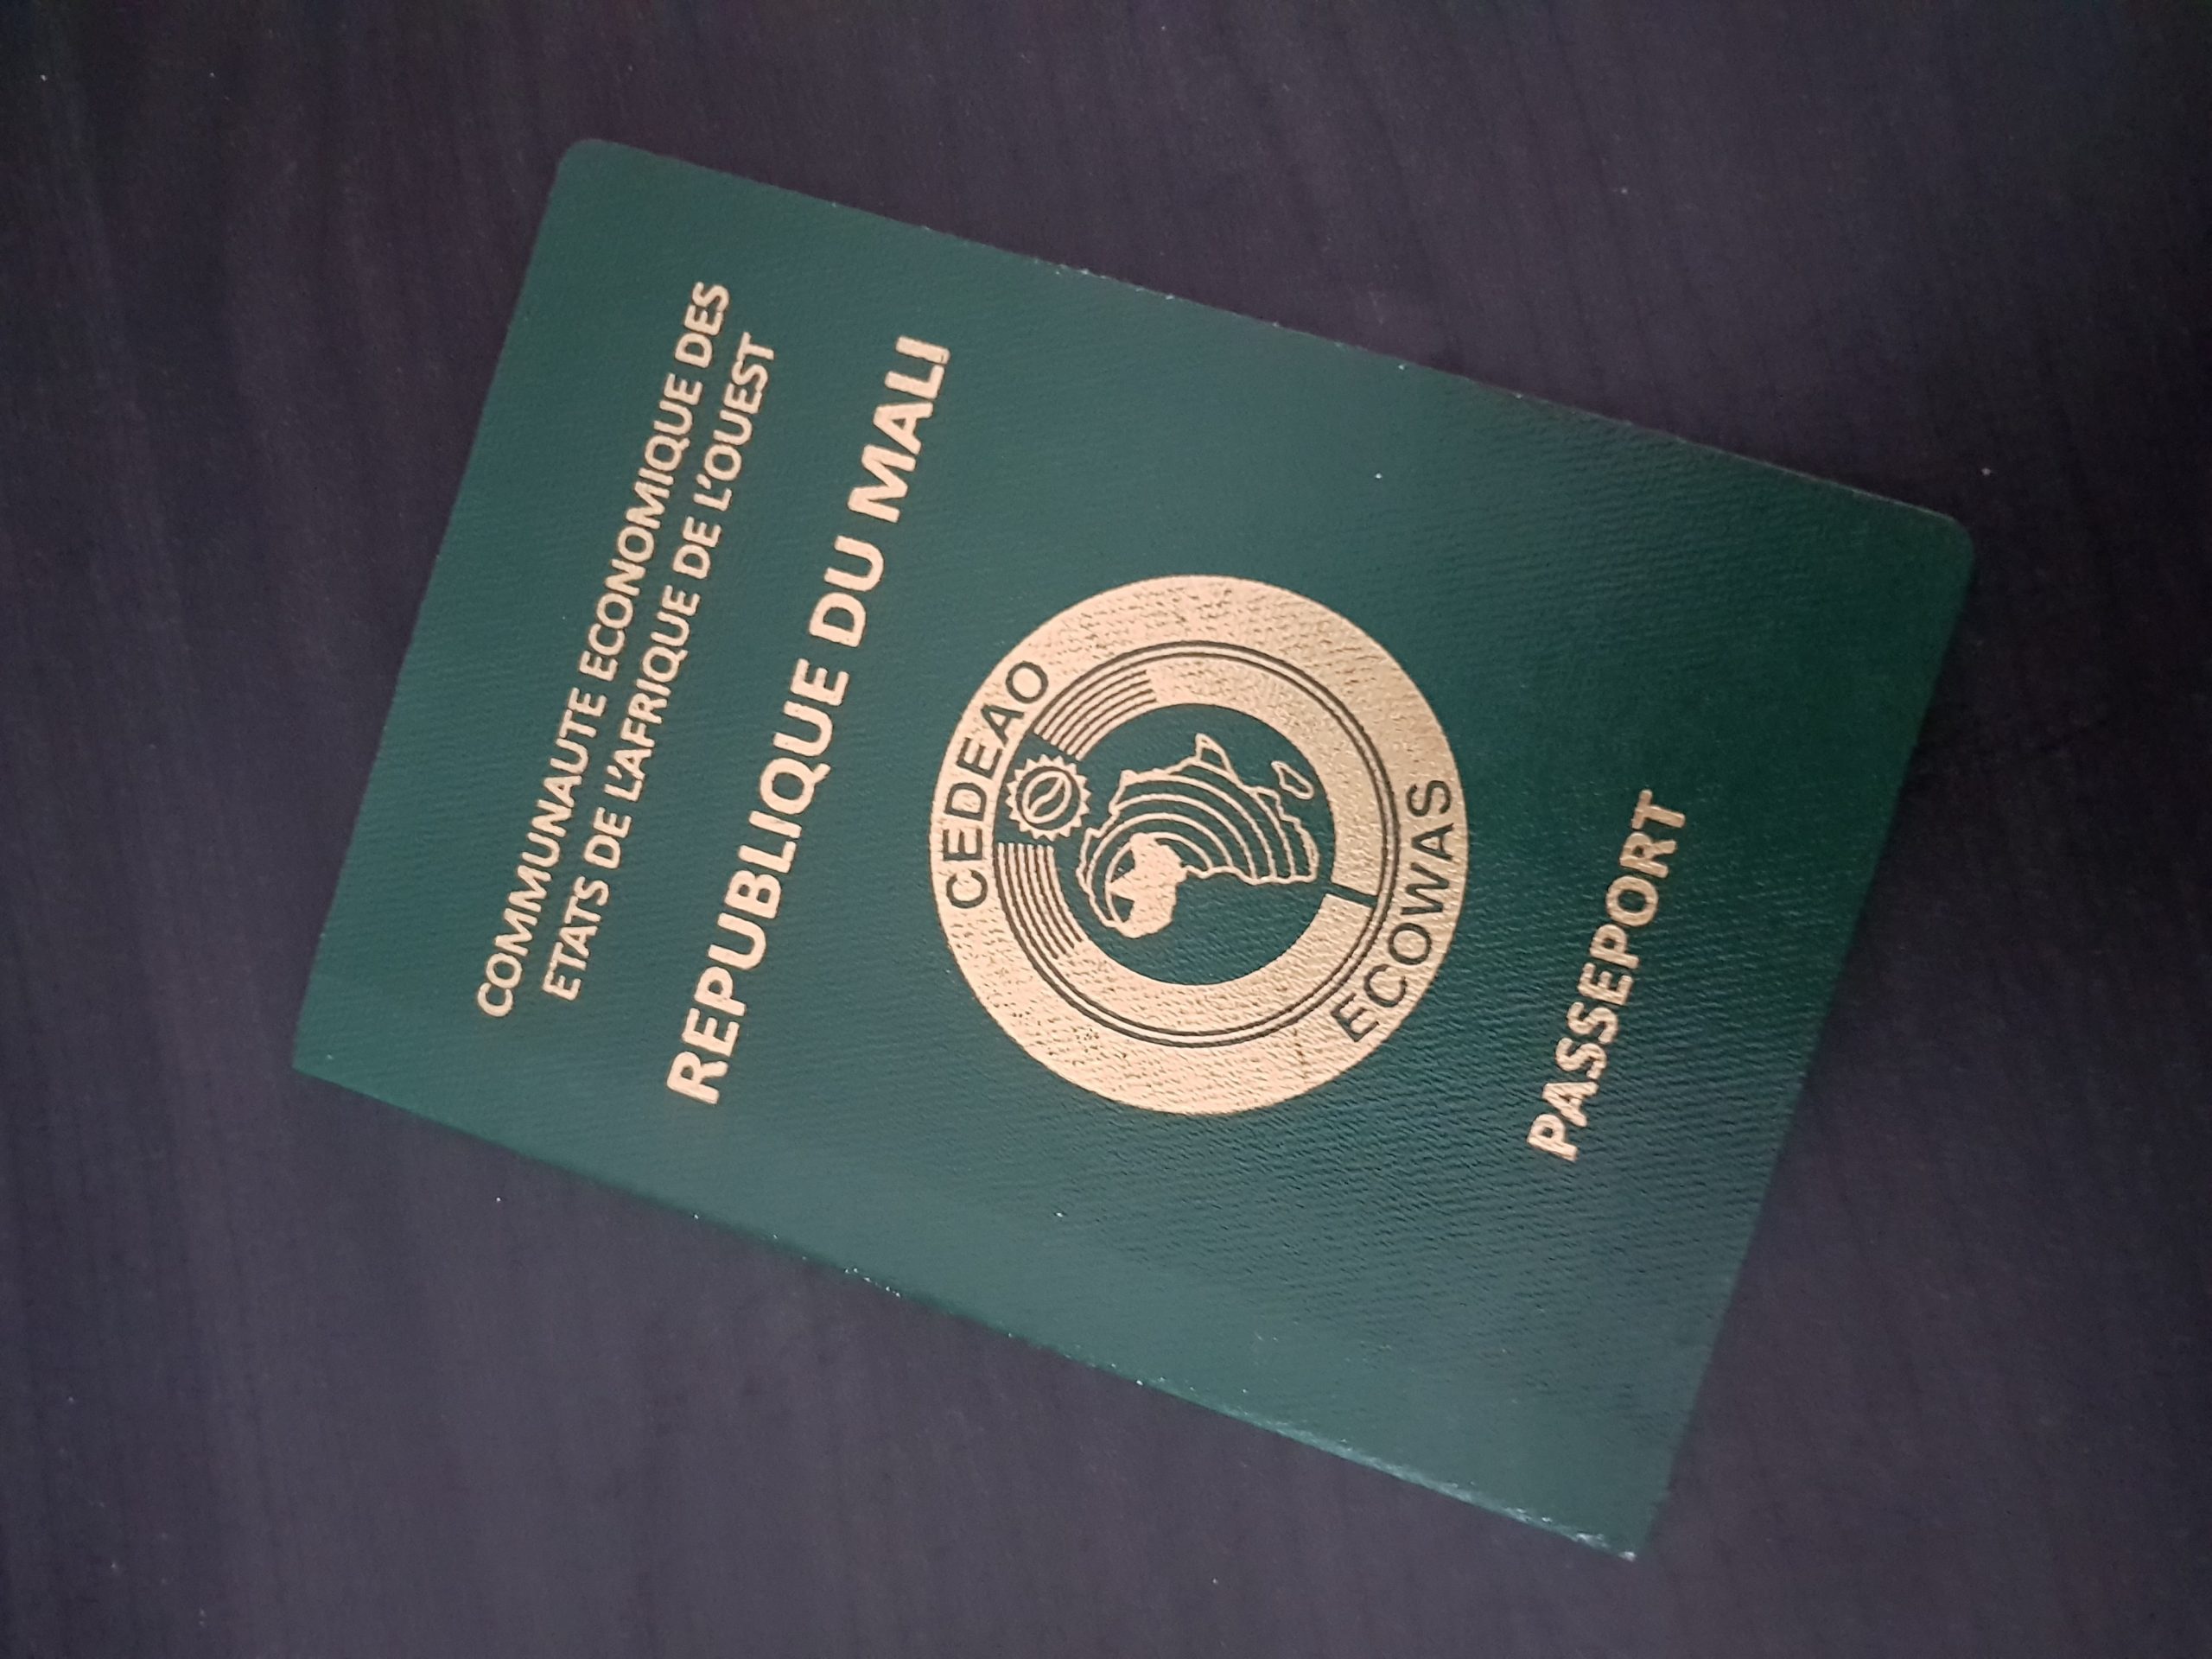 COMMUNAUTE ECONOMIQUE DES
ETATS DE L'AFRIQUE DE L'OUEST
REPUBLIQUE DU MALI
CEDEAO
ECOWAS
PASSEPORT